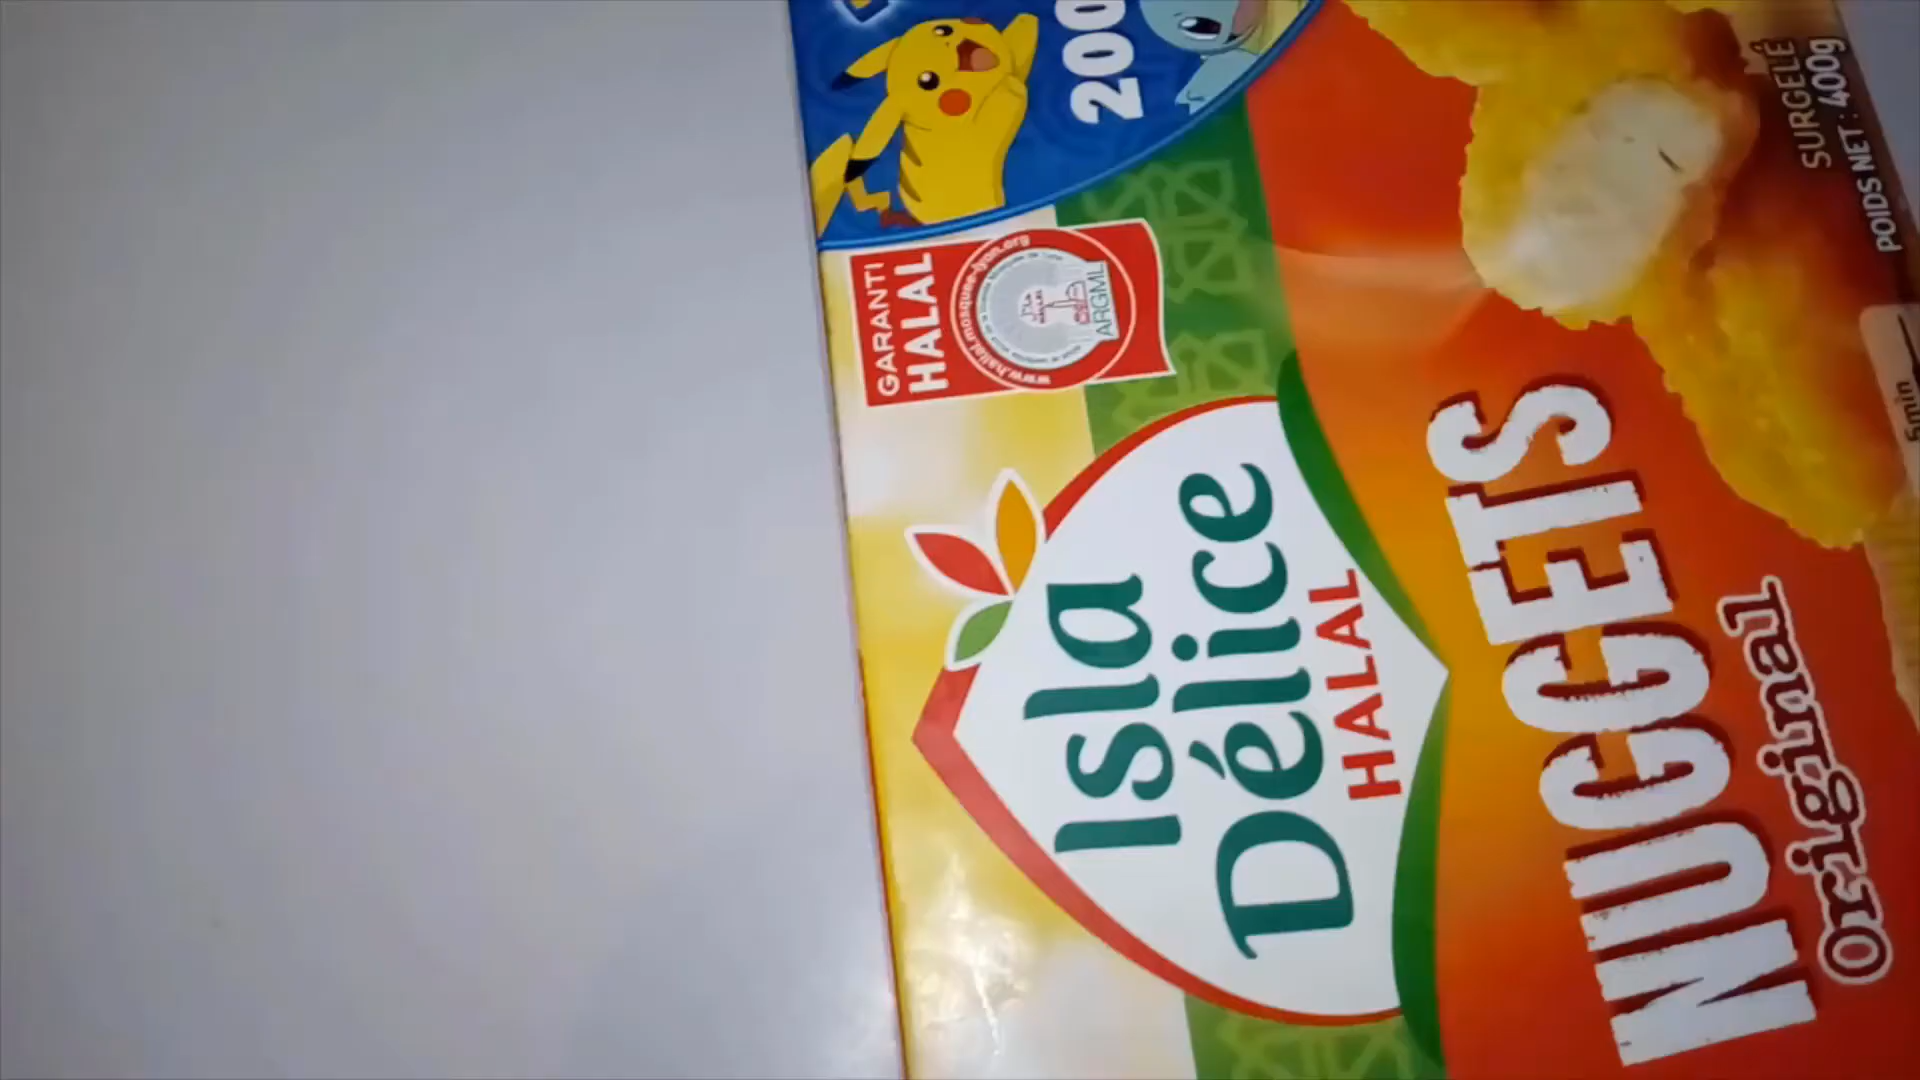 200
SURGELÉ
POIDS NET : 400g
GARANTI
HALAL
www.halal.mosquee-lyon.org
ARGML
Isla
Délice
HALAL
NUGGETS
Original
5min